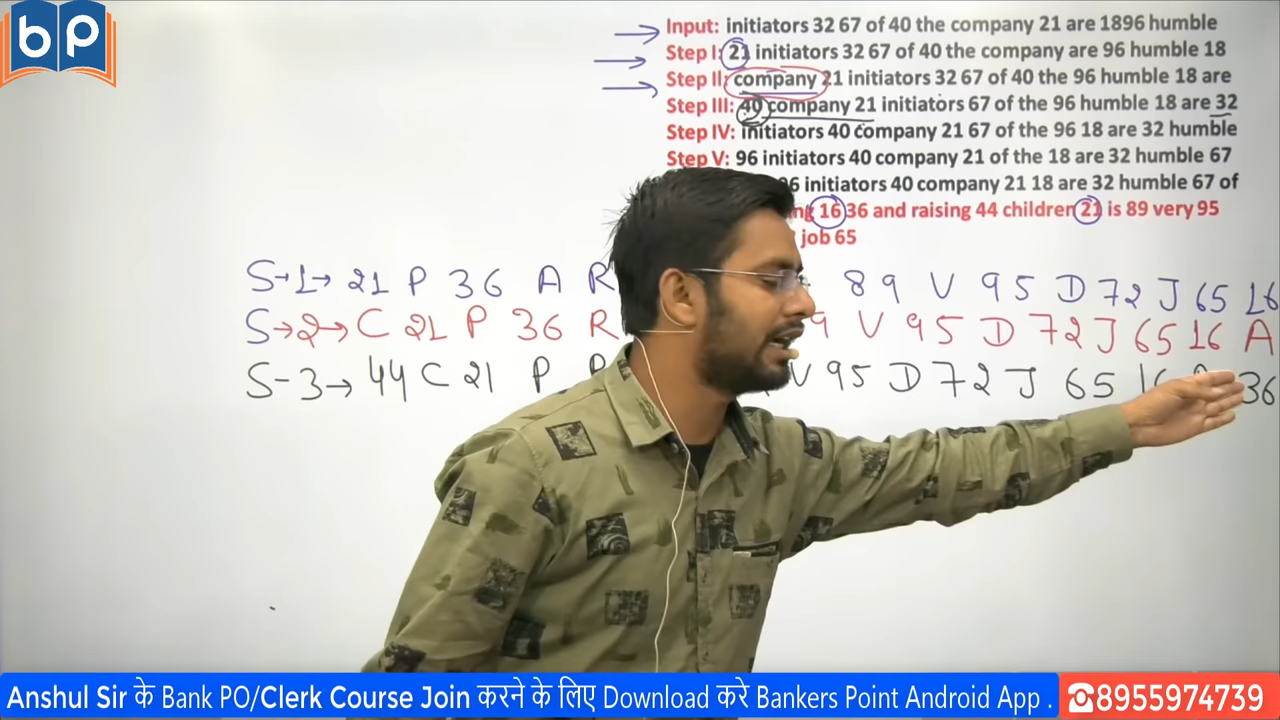 bp
Input: initiators 32 67 of 40 the company 21 are 1896 humble
Step I: 21 initiators 32 67 of 40 the company are 96 humble 18
Step II: company 21 initiators 32 67 of 40 the 96 humble 18 are
Step III: 40 company 21 initiators 67 of the 96 humble 18 are 32
Step IV: initiators 40 company 21 67 of the 96 18 are 32 humble
Step V: 96 initiators 40 company 21 of the 18 are 32 humble 67
6 initiators 40 company 21 18 are 32 humble 67 of
ng 16 36 and raising 44 children 21 is 89 very 95
job 65
S→1→ 21 P 36 A R 89 V 95 D 72 J 65 16
S→2→ C 21 P 36 R 9 V 95 D 72 J 65 16 A
S-3→ 44 C 21 P V 95 D 72 J 65 36
Anshul Sir के Bank PO/Clerk Course Join करने के लिए Download करे Bankers Point Android App . ☎8955974739